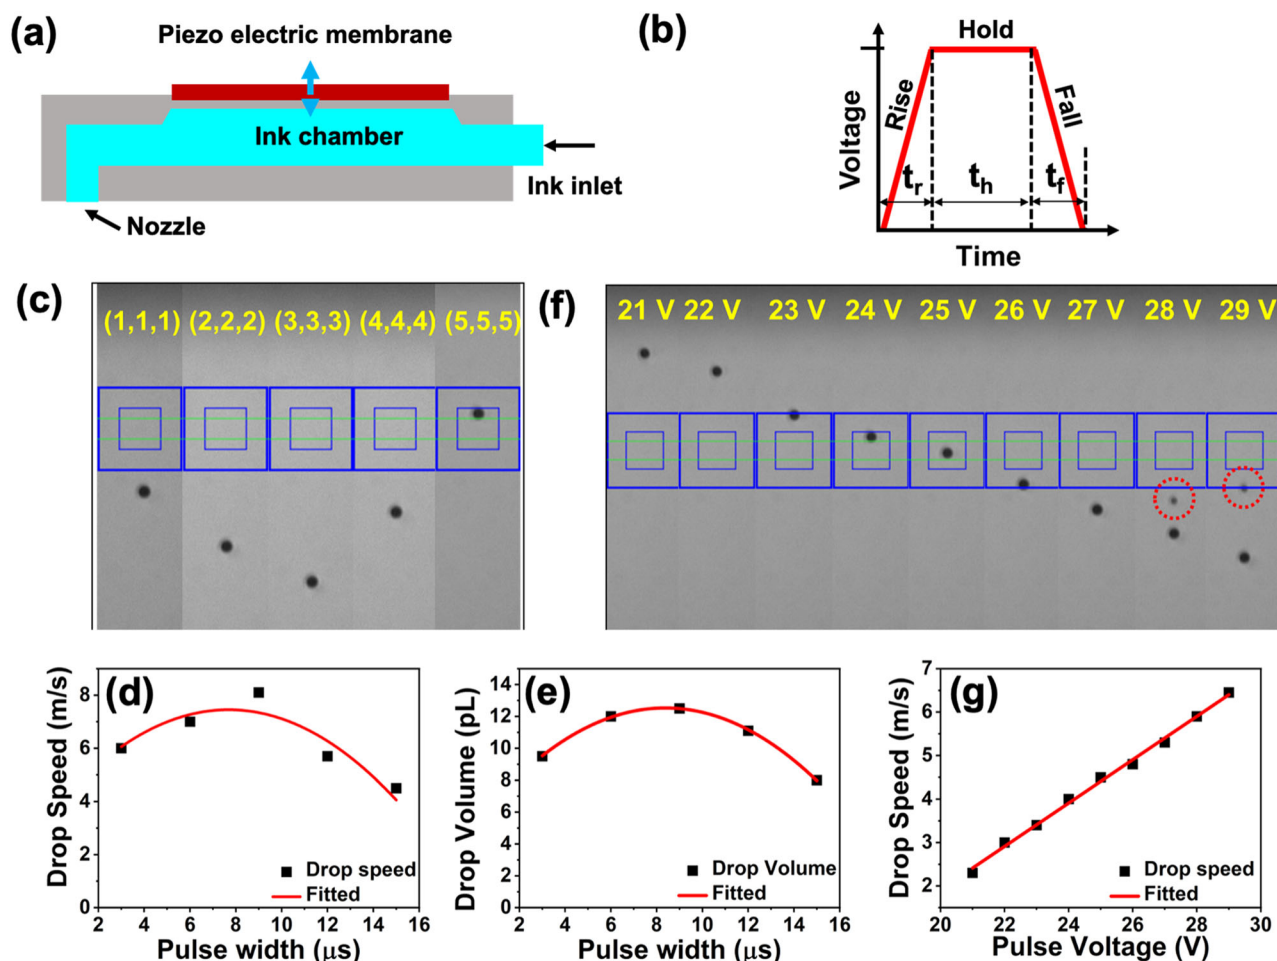 (a)
Piezo electric membrane
Ink chamber
Ink inlet
Nozzle
(b)
Hold
Rise
Fall
Voltage
tr
th
tf
Time
(c)
(1,1,1) (2,2,2) (3,3,3) (4,4,4) (5,5,5)
(f)
21 V 22 V 23 V 24 V 25 V 26 V 27 V 28 V 29 V
(d)
Drop Speed (m/s)
8
6
4
2
0
Drop speed
Fitted
2 4 6 8 10 12 14 16
Pulse width (μs)
(e)
Drop Volume (pL)
14
12
10
8
6
4
2
0
Drop Volume
Fitted
2 4 6 8 10 12 14 16
Pulse width (μs)
(g)
Drop Speed (m/s)
7
6
5
4
3
2
Drop speed
Fitted
20 22 24 26 28 30
Pulse Voltage (V)